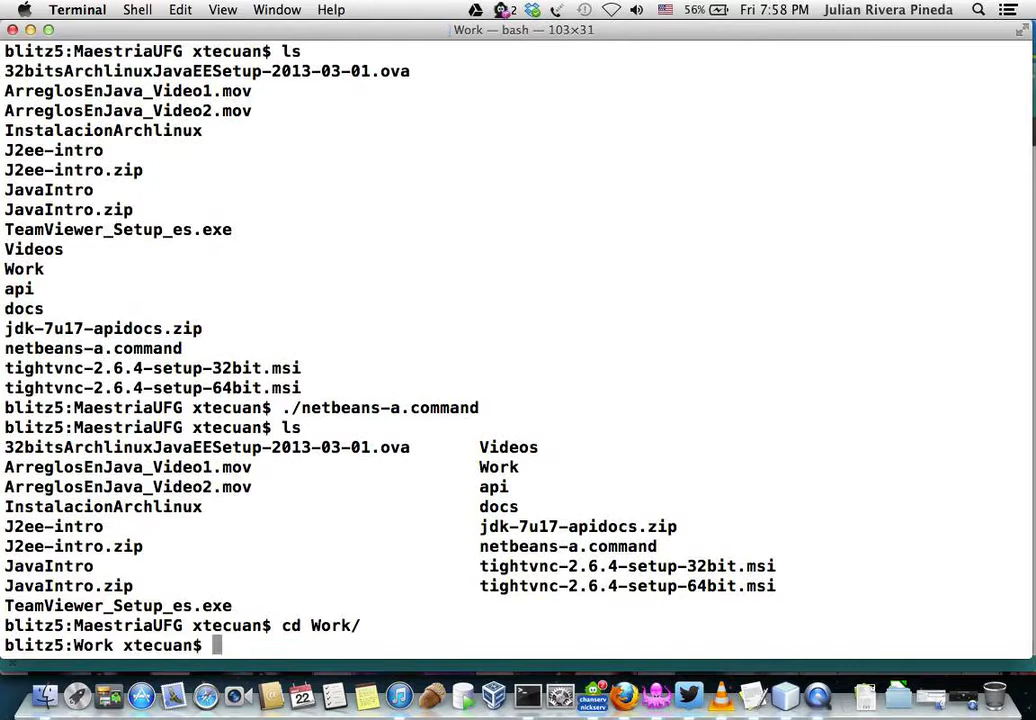 Terminal Shell Edit View Window Help 2 56% Fri 7:58 PM Julian Rivera Pineda
Work — bash — 103×31
blitz5:MaestriaUFG xtecuan$ ls
32bitsArchlinuxJavaEESetup-2013-03-01.ova
ArreglosEnJava_Video1.mov
ArreglosEnJava_Video2.mov
InstalacionArchlinux
J2ee-intro
J2ee-intro.zip
JavaIntro
JavaIntro.zip
TeamViewer_Setup_es.exe
Videos
Work
api
docs
jdk-7u17-apidocs.zip
netbeans-a.command
tightvnc-2.6.4-setup-32bit.msi
tightvnc-2.6.4-setup-64bit.msi
blitz5:MaestriaUFG xtecuan$ ./netbeans-a.command
blitz5:MaestriaUFG xtecuan$ ls
32bitsArchlinuxJavaEESetup-2013-03-01.ova Videos
ArreglosEnJava_Video1.mov Work
ArreglosEnJava_Video2.mov api
InstalacionArchlinux docs
J2ee-intro jdk-7u17-apidocs.zip
J2ee-intro.zip netbeans-a.command
JavaIntro tightvnc-2.6.4-setup-32bit.msi
JavaIntro.zip tightvnc-2.6.4-setup-64bit.msi
TeamViewer_Setup_es.exe
blitz5:MaestriaUFG xtecuan$ cd Work/
blitz5:Work xtecuan$
22
chanserv
nickserv